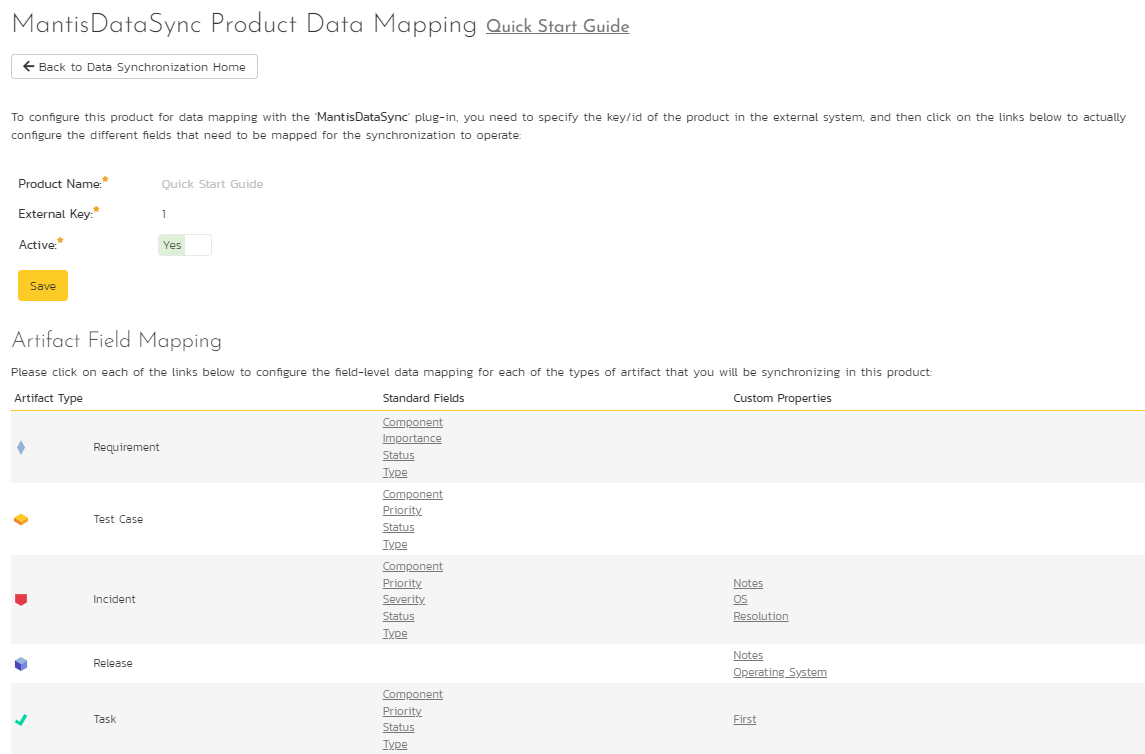 MantisDataSync Product Data Mapping Quick Start Guide
Back to Data Synchronization Home
To configure this product for data mapping with the 'MantisDataSync' plug-in, you need to specify the key/id of the product in the external system, and then click on the links below to actually
configure the different fields that need to be mapped for the synchronization to operate:
Product Name:* Quick Start Guide
External Key:* 1
Active:* Yes
Save
Artifact Field Mapping
Please click on each of the links below to configure the field-level data mapping for each of the types of artifact that you will be synchronizing in this product:
Artifact Type Standard Fields Custom Properties
Requirement
Component
Importance
Status
Type
Test Case
Component
Priority
Status
Type
Incident
Component
Priority
Severity
Status
Type
Notes
OS
Resolution
Release
Notes
Operating System
Task
Component
Priority
Status
Type
First